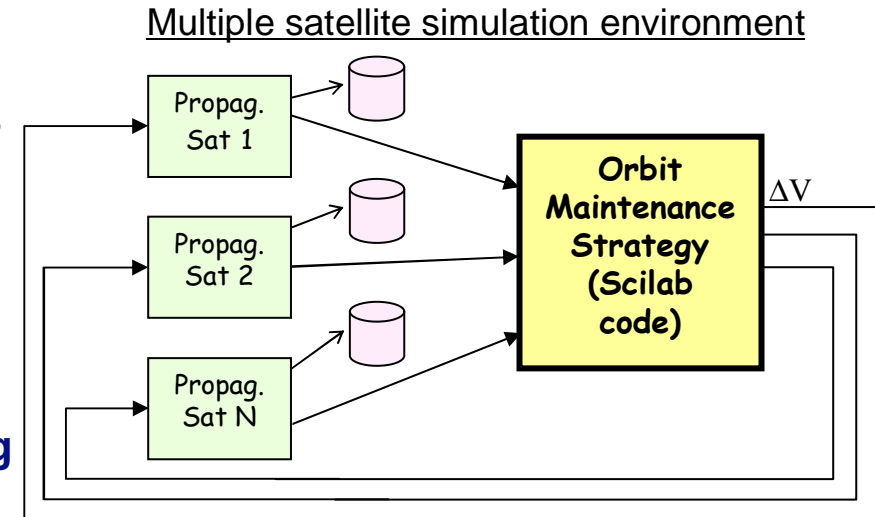 Multiple satellite simulation environment
Propag.
Sat 1
Propag.
Sat 2
Propag.
Sat N
Orbit
Maintenance
Strategy
(Scilab
code)
ΔV
g